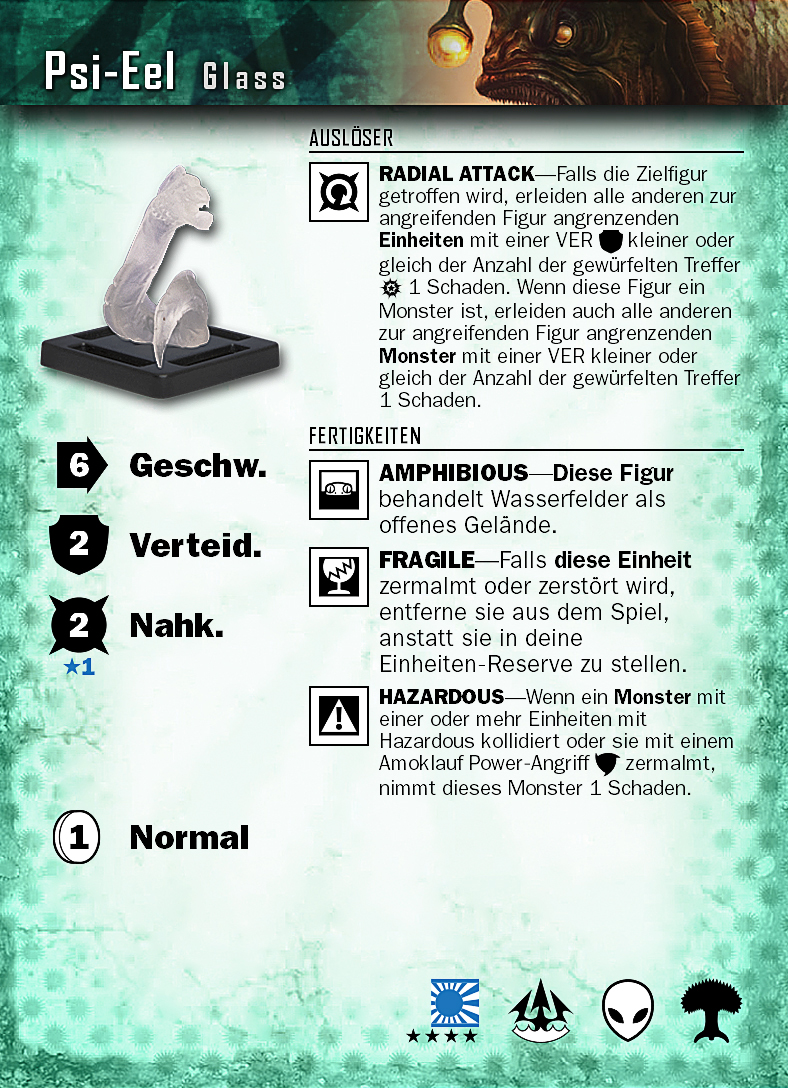 Psi-Eel Glass
AUSLÖSER
RADIAL ATTACK—Falls die Zielfigur
getroffen wird, erleiden alle anderen zur
angreifenden Figur angrenzenden
Einheiten mit einer VER kleiner oder
gleich der Anzahl der gewürfelten Treffer
1 Schaden. Wenn diese Figur ein
Monster ist, erleiden auch alle anderen
zur angreifenden Figur angrenzenden
Monster mit einer VER kleiner oder
gleich der Anzahl der gewürfelten Treffer
1 Schaden.
FERTIGKEITEN
AMPHIBIOUS—Diese Figur
behandelt Wasserfelder als
offenes Gelände.
FRAGILE—Falls diese Einheit
zermalmt oder zerstört wird,
entferne sie aus dem Spiel,
anstatt sie in deine
Einheiten-Reserve zu stellen.
HAZARDOUS—Wenn ein Monster mit
einer oder mehr Einheiten mit
Hazardous kollidiert oder sie mit einem
Amoklauf Power-Angriff zermalmt,
nimmt dieses Monster 1 Schaden.
6 Geschw.
2 Verteid.
2 Nahk.
★1
1 Normal